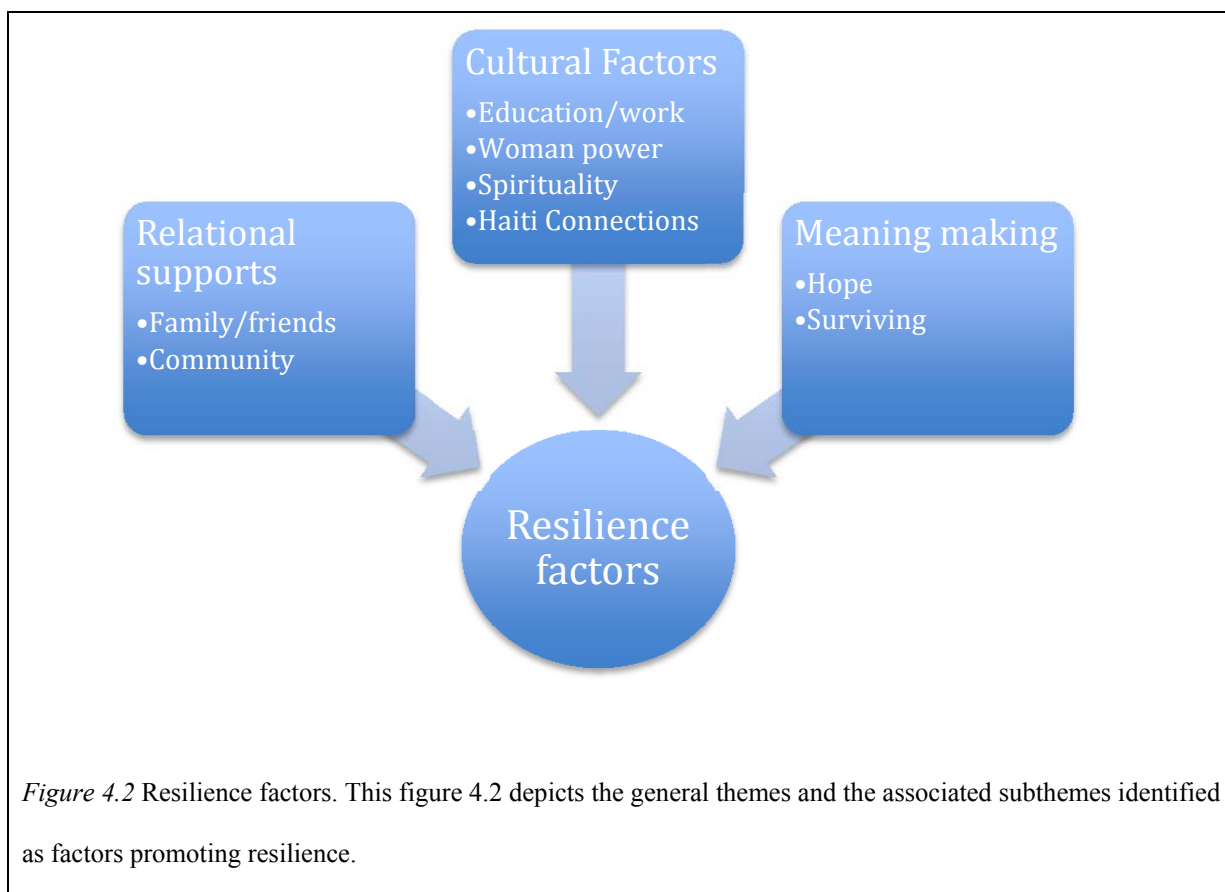 Cultural Factors
•Education/work
•Woman power
•Spirituality
•Haiti Connections
Relational
supports
•Family/friends
•Community
Meaning making
•Hope
•Surviving
Resilience
factors
Figure 4.2 Resilience factors. This figure 4.2 depicts the general themes and the associated subthemes identified
as factors promoting resilience.